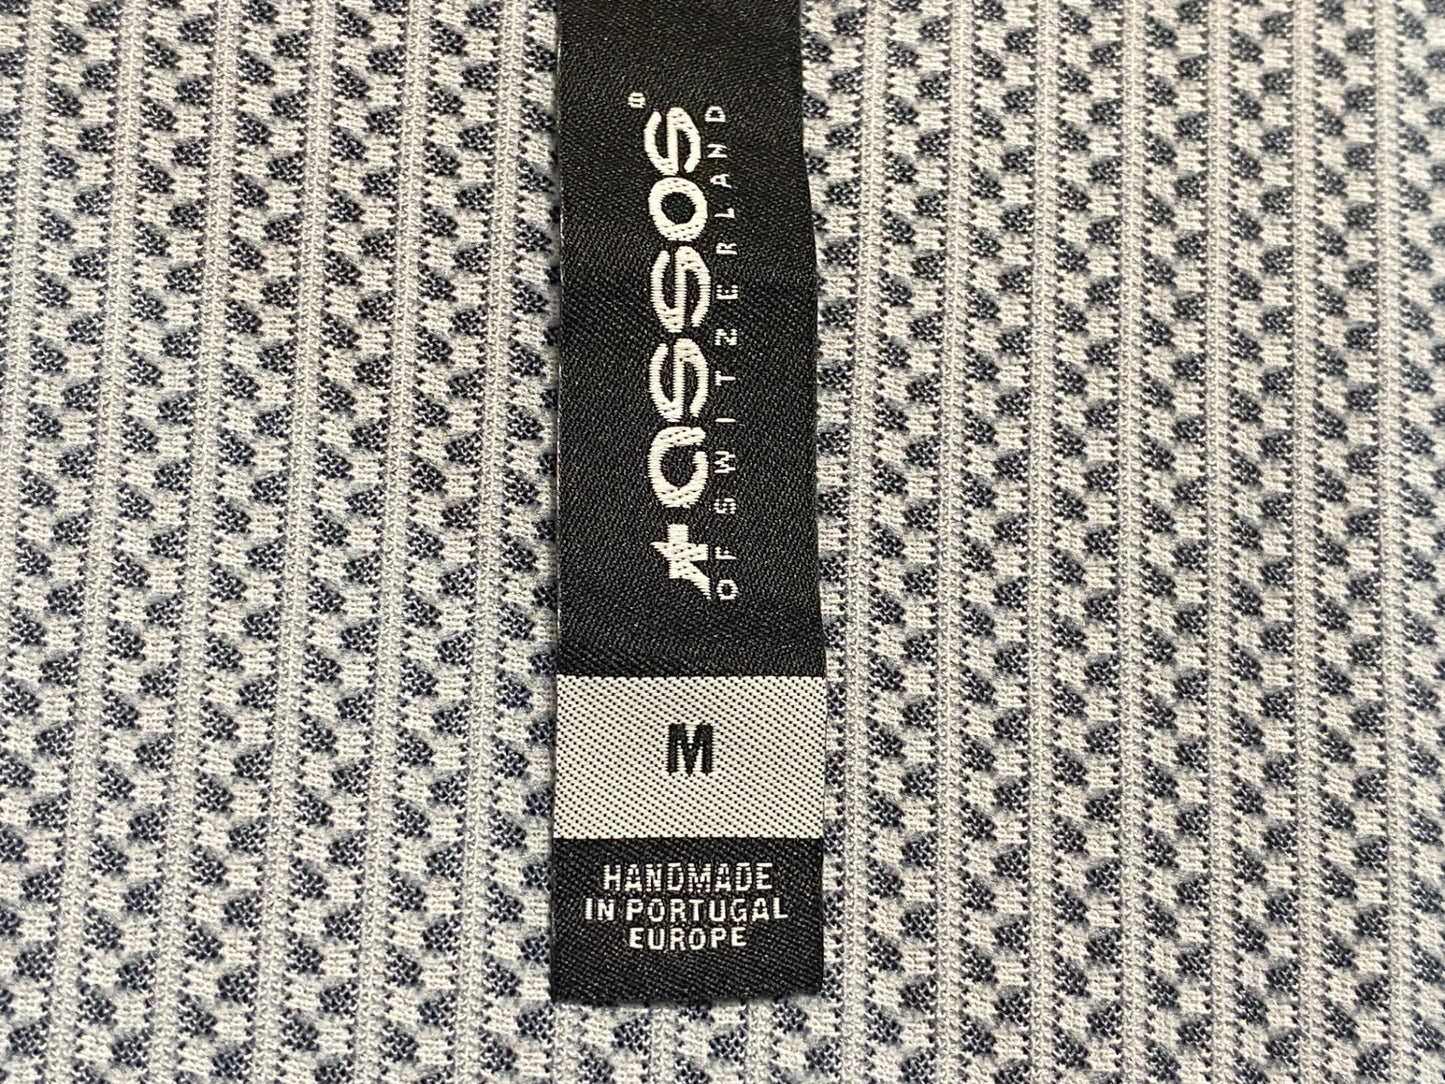 assos®
OF SWITZERLAND
M
HANDMADE
IN PORTUGAL
EUROPE